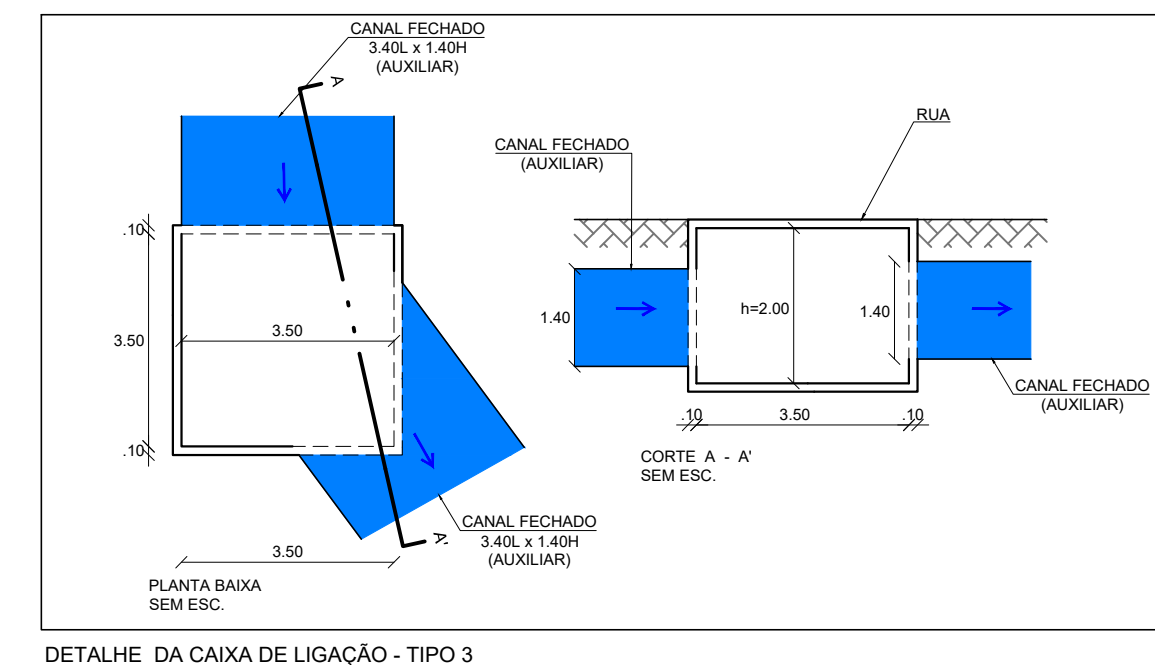 CANAL FECHADO
3.40L x 1.40H
(AUXILIAR)
A
.10
3.50
3.50
.10
A'
CANAL FECHADO
3.40L x 1.40H
(AUXILIAR)
3.50
PLANTA BAIXA
SEM ESC.
RUA
CANAL FECHADO
(AUXILIAR)
1.40
h=2.00
1.40
CANAL FECHADO
(AUXILIAR)
.10
3.50
.10
CORTE A - A'
SEM ESC.
DETALHE DA CAIXA DE LIGAÇÃO - TIPO 3